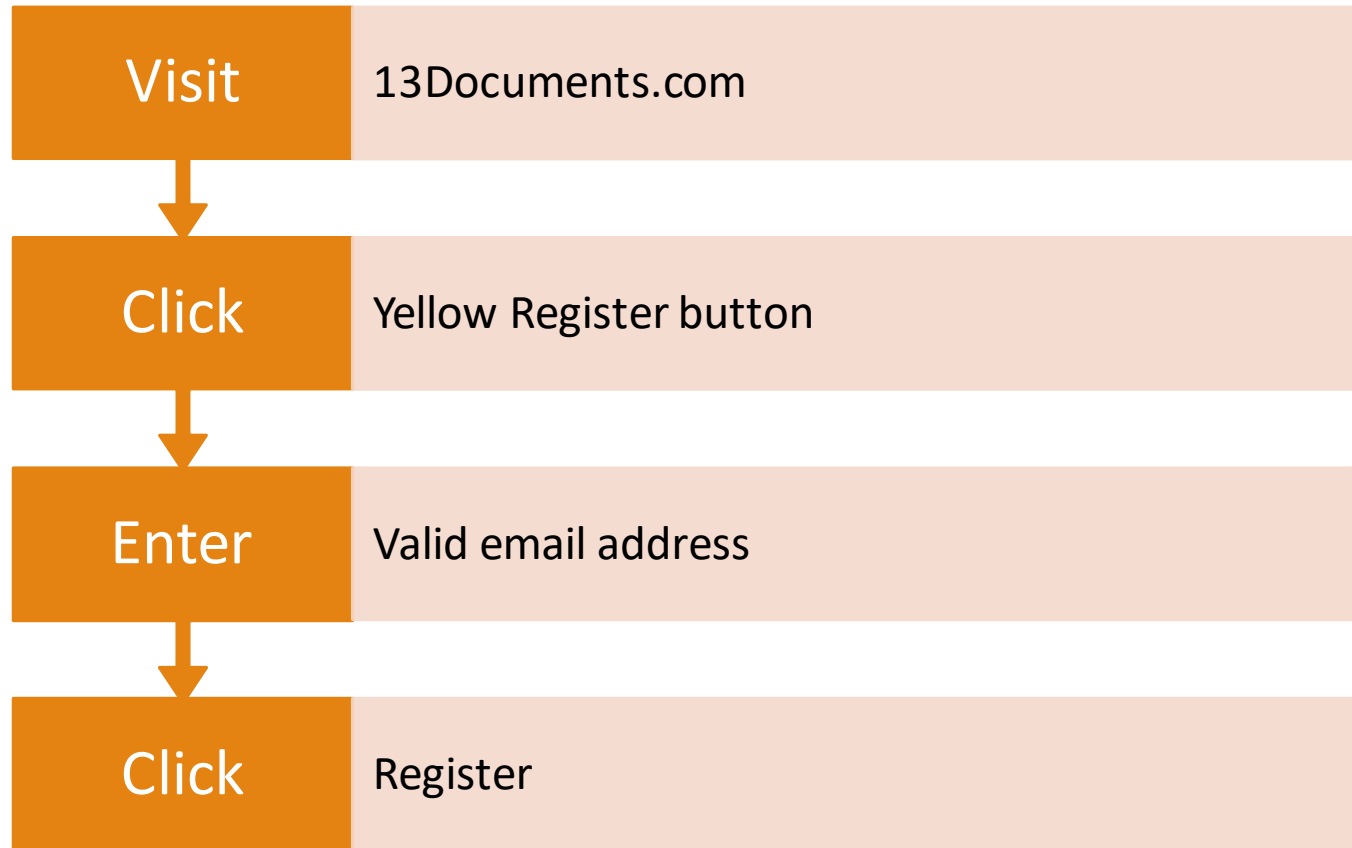 Visit
13Documents.com
Click
Yellow Register button
Enter
Valid email address
Click
Register